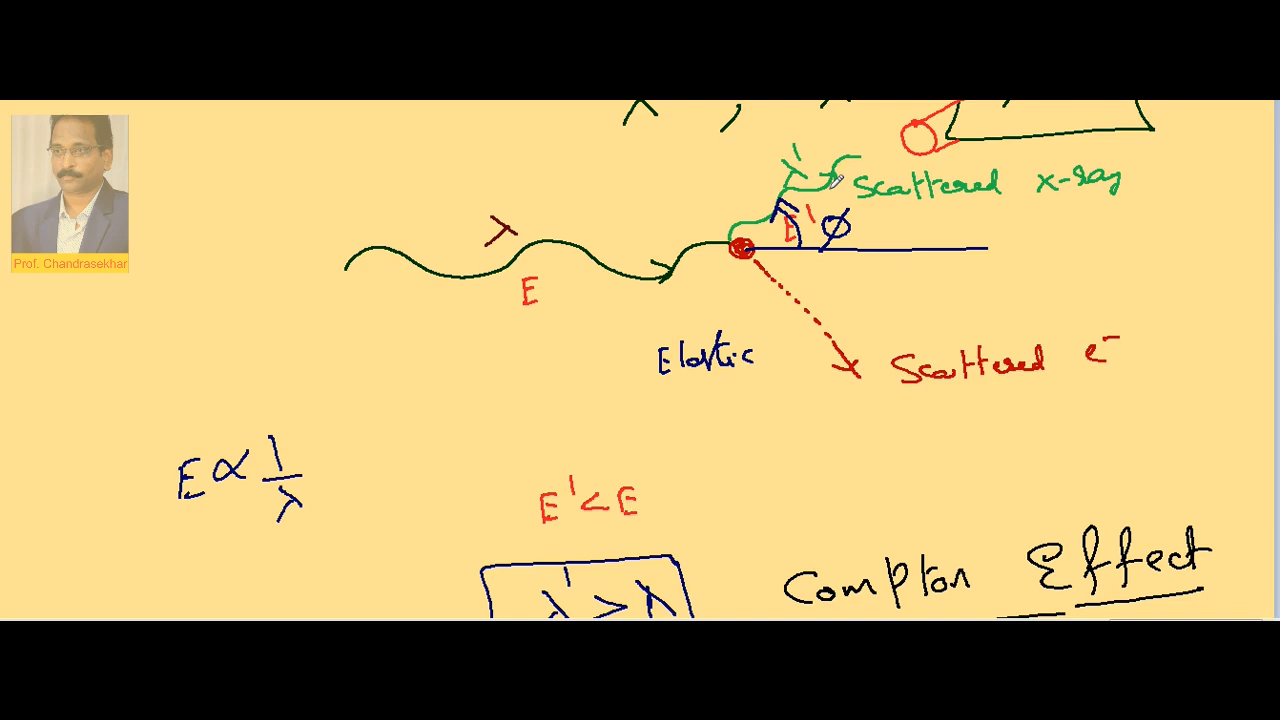 λ'
Scattered x-ray
λ
E' ϕ
E
Elastic
Scattered e⁻
Prof. Chandrasekhar
E ∝ 1/λ
E' < E
λ' > λ
Compton Effect